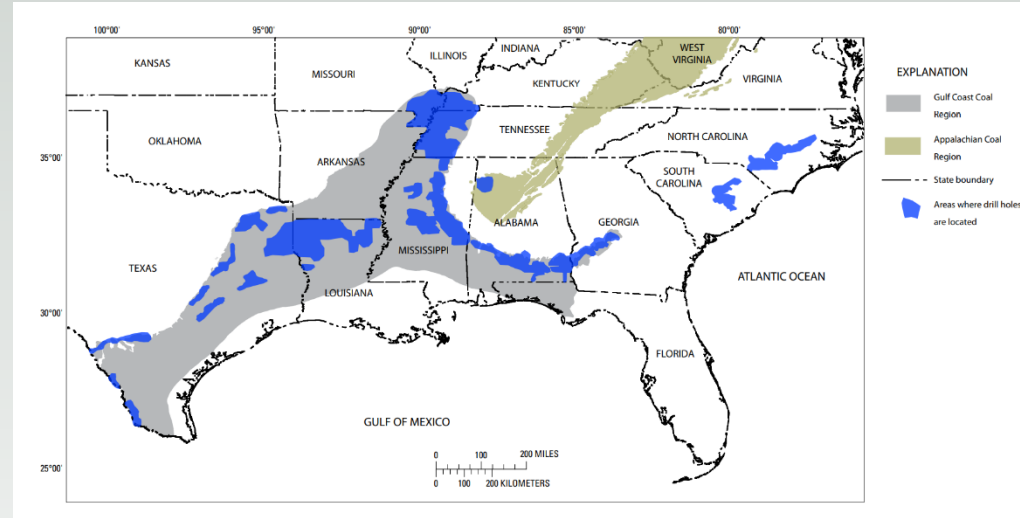 100°00'
95°00'
90°00'
85°00'
80°00'
KANSAS
MISSOURI
ILLINOIS
INDIANA
KENTUCKY
WEST
VIRGINIA
VIRGINIA
OKLAHOMA
ARKANSAS
TENNESSEE
NORTH CAROLINA
SOUTH
CAROLINA
35°00'
TEXAS
LOUISIANA
MISSISSIPPI
ALABAMA
GEORGIA
ATLANTIC OCEAN
30°00'
FLORIDA
GULF OF MEXICO
25°00'
0 100 200 MILES
0 100 200 KILOMETERS
EXPLANATION
Gulf Coast Coal
Region
Appalachian Coal
Region
State boundary
Areas where drill holes
are located